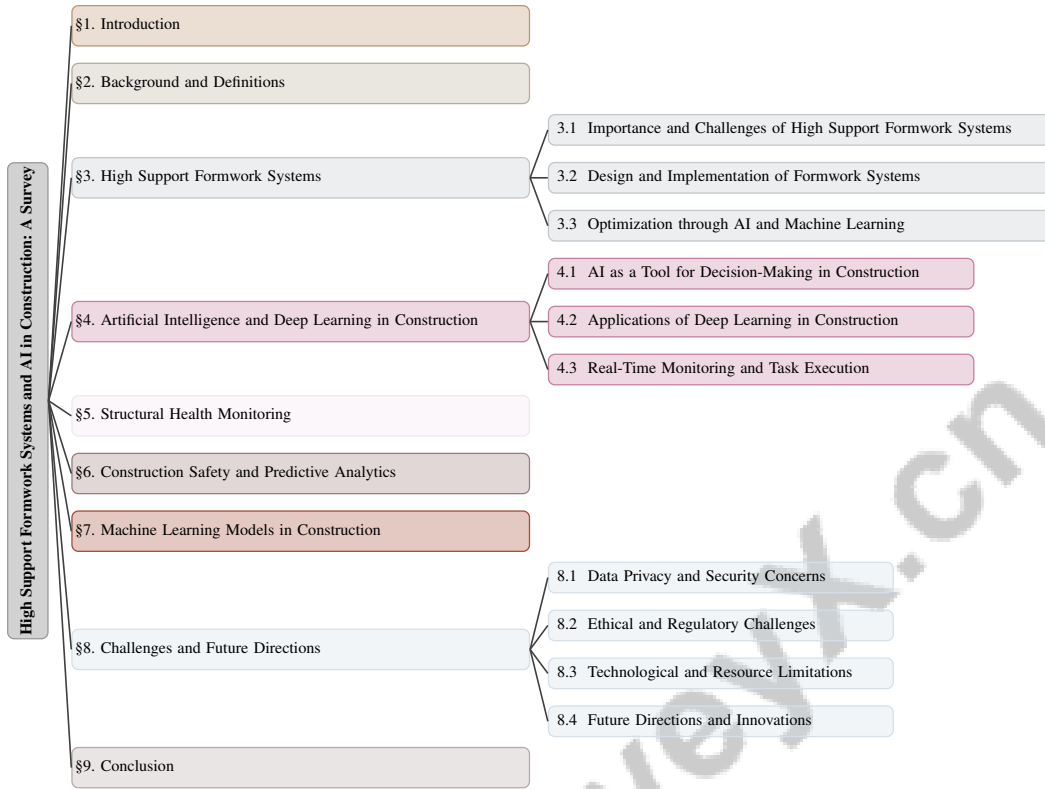 High Support Formwork Systems and AI in Construction: A Survey
§1. Introduction
§2. Background and Definitions
§3. High Support Formwork Systems
3.1 Importance and Challenges of High Support Formwork Systems
3.2 Design and Implementation of Formwork Systems
3.3 Optimization through AI and Machine Learning
§4. Artificial Intelligence and Deep Learning in Construction
4.1 AI as a Tool for Decision-Making in Construction
4.2 Applications of Deep Learning in Construction
4.3 Real-Time Monitoring and Task Execution
§5. Structural Health Monitoring
§6. Construction Safety and Predictive Analytics
§7. Machine Learning Models in Construction
§8. Challenges and Future Directions
8.1 Data Privacy and Security Concerns
8.2 Ethical and Regulatory Challenges
8.3 Technological and Resource Limitations
8.4 Future Directions and Innovations
§9. Conclusion
veyx.cn